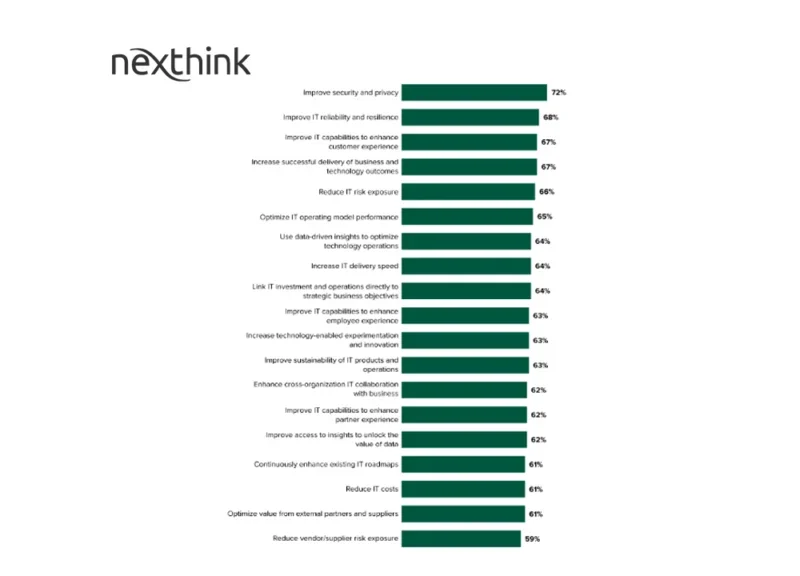 nexthink
Improve security and privacy 72%
Improve IT reliability and resilience 68%
Improve IT capabilities to enhance
customer experience 67%
Increase successful delivery of business and
technology outcomes 67%
Reduce IT risk exposure 66%
Optimize IT operating model performance 65%
Use data-driven insights to optimize
technology operations 64%
Increase IT delivery speed 64%
Link IT investment and operations directly to
strategic business objectives 64%
Improve IT capabilities to enhance
employee experience 63%
Increase technology-enabled experimentation
and innovation 63%
Improve sustainability of IT products and
operations 63%
Enhance cross-organization IT collaboration
with business 62%
Improve IT capabilities to enhance
partner experience 62%
Improve access to insights to unlock the
value of data 62%
Continuously enhance existing IT roadmaps 61%
Reduce IT costs 61%
Optimize value from external partners and suppliers 61%
Reduce vendor/supplier risk exposure 59%